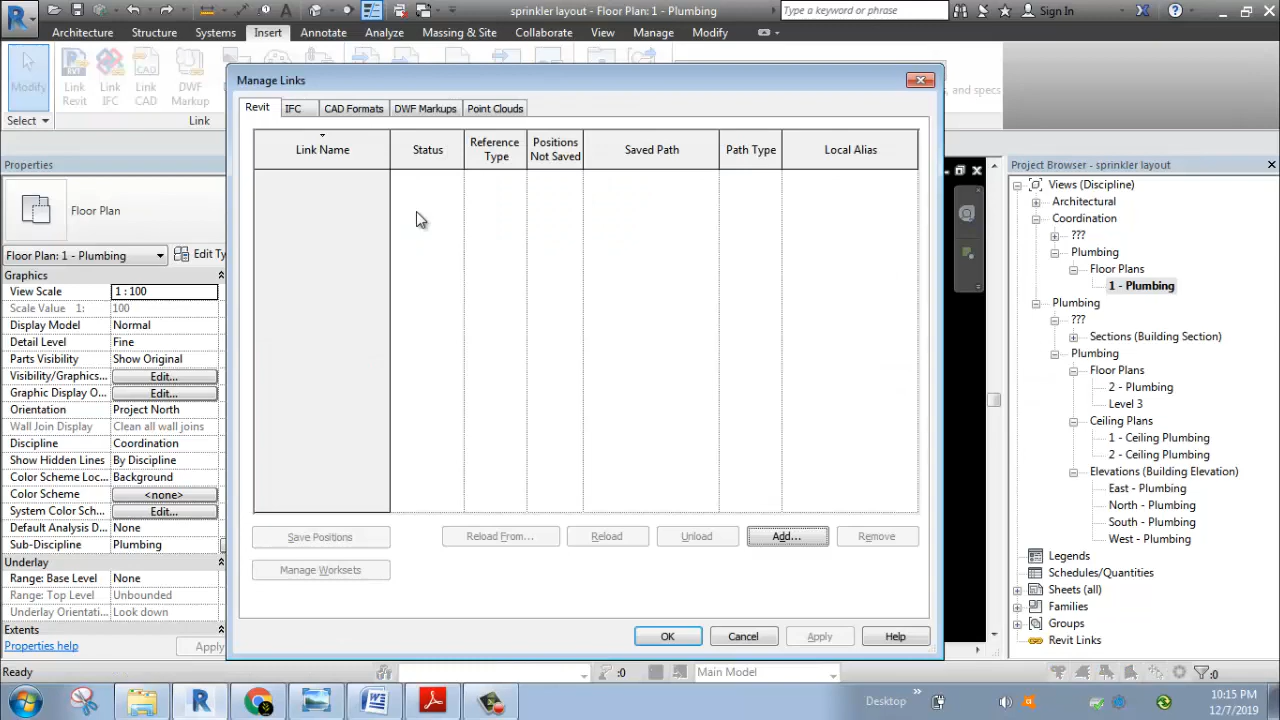 sprinkler layout - Floor Plan: 1 - Plumbing
Type a keyword or phrase
Sign In
Architecture
Structure
Systems
Insert
Annotate
Analyze
Massing & Site
Collaborate
View
Manage
Modify
Modify
Link Revit
Link IFC
Link CAD
DWF Markup
and specs
Select
Link
Properties
Floor Plan
Floor Plan: 1 - Plumbing
Edit Ty
Graphics
View Scale
1 : 100
Scale Value 1:
100
Display Model
Normal
Detail Level
Fine
Parts Visibility
Show Original
Visibility/Graphics...
Edit...
Graphic Display O...
Edit...
Orientation
Project North
Wall Join Display
Clean all wall joins
Discipline
Coordination
Show Hidden Lines
By Discipline
Color Scheme Loc...
Background
Color Scheme
<none>
System Color Sch...
Edit...
Default Analysis D...
None
Sub-Discipline
Plumbing
Underlay
Range: Base Level
None
Range: Top Level
Unbounded
Underlay Orientati...
Look down
Extents
Properties help
Apply
Manage Links
Revit
IFC
CAD Formats
DWF Markups
Point Clouds
Link Name
Status
Reference Type
Positions Not Saved
Saved Path
Path Type
Local Alias
Save Positions
Reload From...
Reload
Unload
Add...
Remove
Manage Worksets
OK
Cancel
Apply
Help
Project Browser - sprinkler layout
Views (Discipline)
Architectural
Coordination
???
Plumbing
Floor Plans
1 - Plumbing
Plumbing
???
Sections (Building Section)
Plumbing
Floor Plans
2 - Plumbing
Level 3
Ceiling Plans
1 - Ceiling Plumbing
2 - Ceiling Plumbing
Elevations (Building Elevation)
East - Plumbing
North - Plumbing
South - Plumbing
West - Plumbing
Legends
Schedules/Quantities
Sheets (all)
Families
Groups
Revit Links
Ready
:0
Main Model
:0
Desktop
10:15 PM
12/7/2019